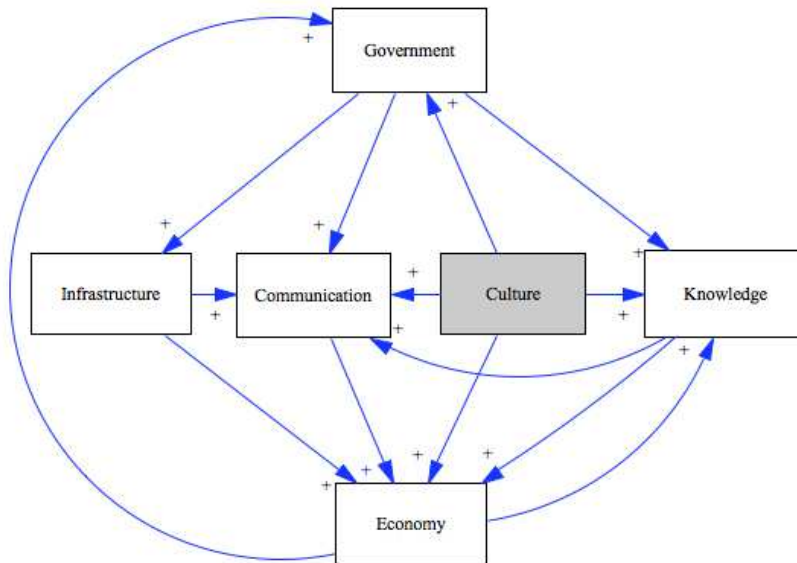 Government
+
+
+
+
+
Infrastructure
Communication
Culture
Knowledge
+
+
+
+
+
+
+
+
+
Economy